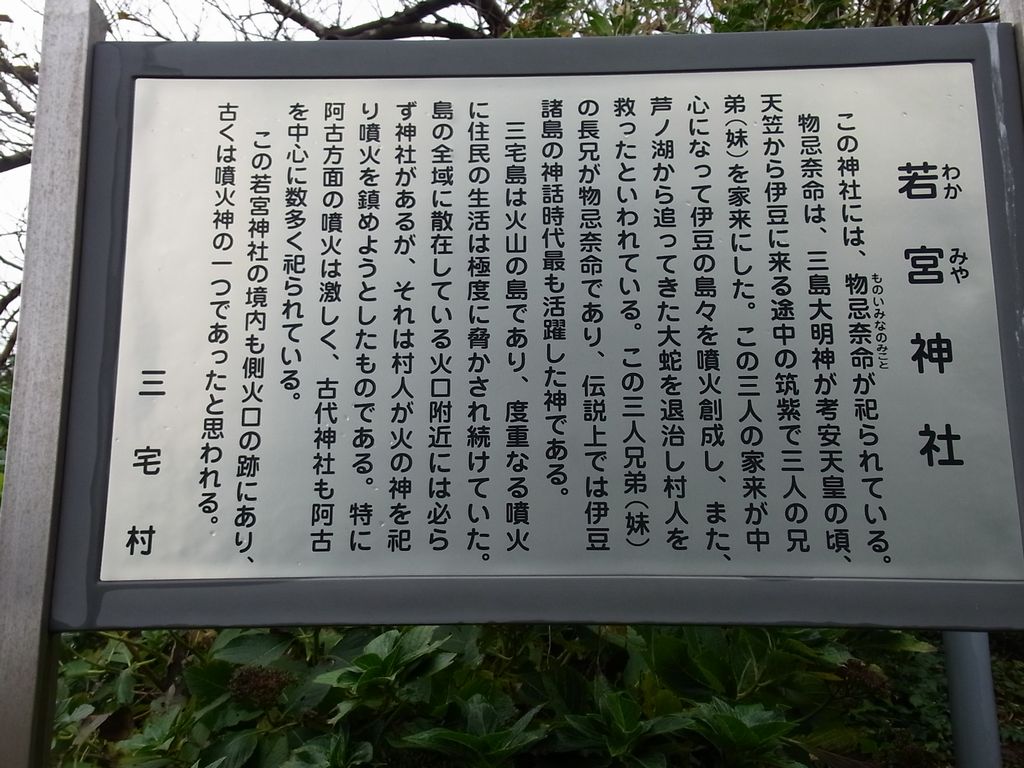 若宮神社
わかみや
この神社には、物忌奈命が祀られている。
ものいみなのみこと
物忌奈命は、三島大明神が考安天皇の頃、
天竺から伊豆に来る途中の筑紫で三人の兄
弟(妹)を家来にした。この三人の家来が中
心になって伊豆の島々を噴火創成し、また、
芦ノ湖から追ってきた大蛇を退治し村人を
救ったといわれている。この三人兄弟(妹)
の長兄が物忌奈命であり、伝説上では伊豆
諸島の神話時代最も活躍した神である。
三宅島は火山の島であり、度重なる噴火
に住民の生活は極度に脅かされ続けていた。
島の全域に散在している火口附近には必ら
ず神社があるが、それは村人が火の神を祀
り噴火を鎮めようとしたものである。特に
阿古方面の噴火は激しく、古代神社も阿古
を中心に数多く祀られている。
この若宮神社の境内も側火口の跡にあり、
古くは噴火神の一つであったと思われる。
三宅村